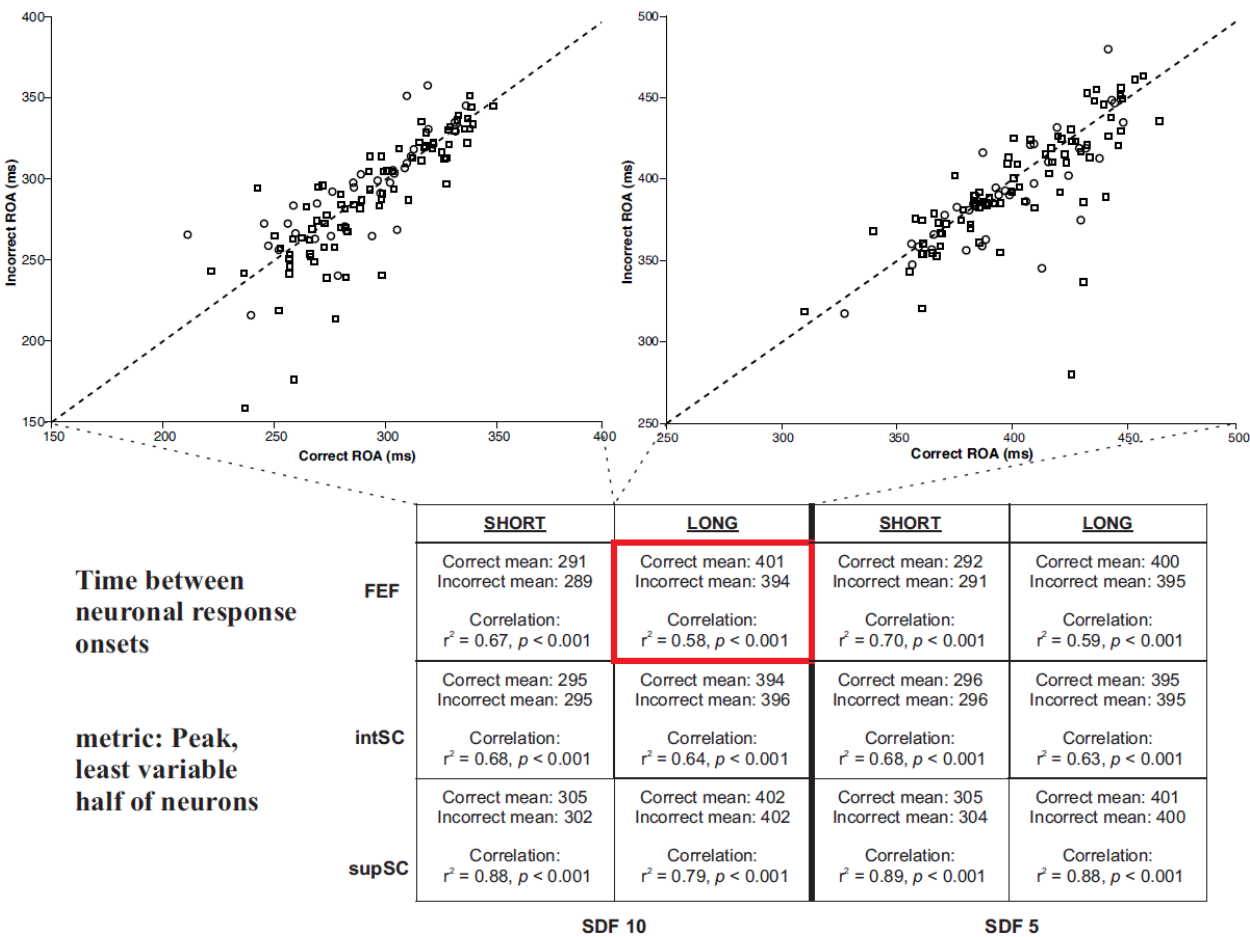 400
350
300
250
200
150
Incorrect ROA (ms)
150
200
250
300
350
400
Correct ROA (ms)
500
450
400
350
300
250
Incorrect ROA (ms)
250
300
350
400
450
500
Correct ROA (ms)
SHORT
LONG
SHORT
LONG
Time between
neuronal response
onsets
metric: Peak,
least variable
half of neurons
FEF
Correct mean: 291
Incorrect mean: 289
Correlation:
r² = 0.67, p < 0.001
Correct mean: 401
Incorrect mean: 394
Correlation:
r² = 0.58, p < 0.001
Correct mean: 292
Incorrect mean: 291
Correlation:
r² = 0.70, p < 0.001
Correct mean: 400
Incorrect mean: 395
Correlation:
r² = 0.59, p < 0.001
intSC
Correct mean: 295
Incorrect mean: 295
Correlation:
r² = 0.68, p < 0.001
Correct mean: 394
Incorrect mean: 396
Correlation:
r² = 0.64, p < 0.001
Correct mean: 296
Incorrect mean: 296
Correlation:
r² = 0.68, p < 0.001
Correct mean: 395
Incorrect mean: 395
Correlation:
r² = 0.63, p < 0.001
supSC
Correct mean: 305
Incorrect mean: 302
Correlation:
r² = 0.88, p < 0.001
Correct mean: 402
Incorrect mean: 402
Correlation:
r² = 0.79, p < 0.001
Correct mean: 305
Incorrect mean: 304
Correlation:
r² = 0.89, p < 0.001
Correct mean: 401
Incorrect mean: 400
Correlation:
r² = 0.88, p < 0.001
SDF 10
SDF 5